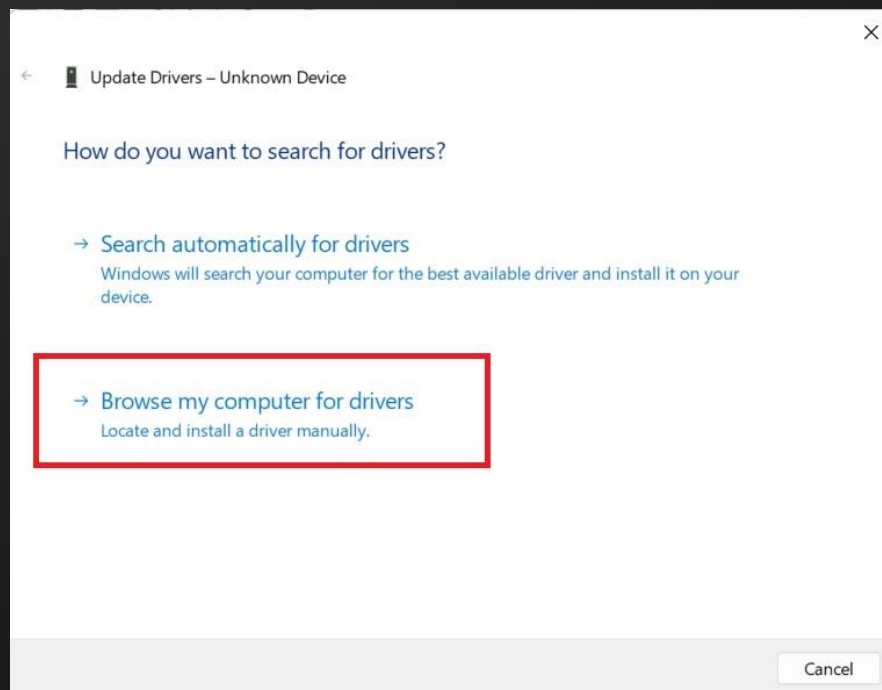 Update Drivers – Unknown Device
How do you want to search for drivers?
Search automatically for drivers
Windows will search your computer for the best available driver and install it on your
device.
Browse my computer for drivers
Locate and install a driver manually.
Cancel